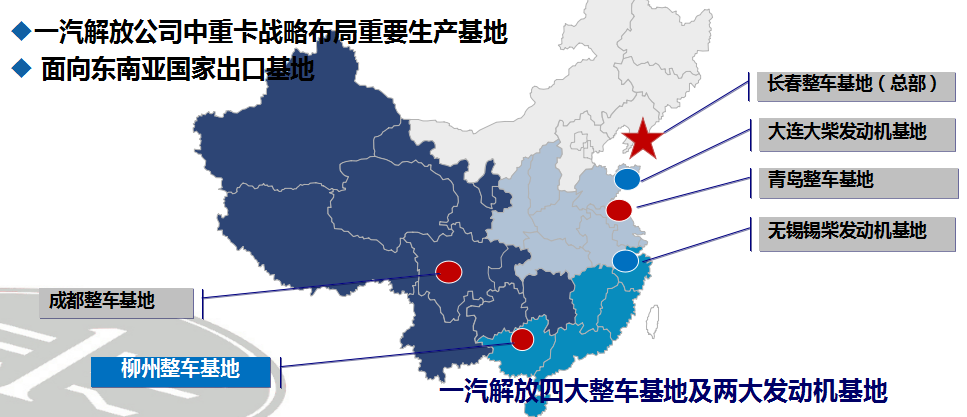 一汽解放公司中重卡战略布局重要生产基地
面向东南亚国家出口基地
长春整车基地（总部）
大连大柴发动机基地
青岛整车基地
无锡锡柴发动机基地
成都整车基地
柳州整车基地
一汽解放四大整车基地及两大发动机基地